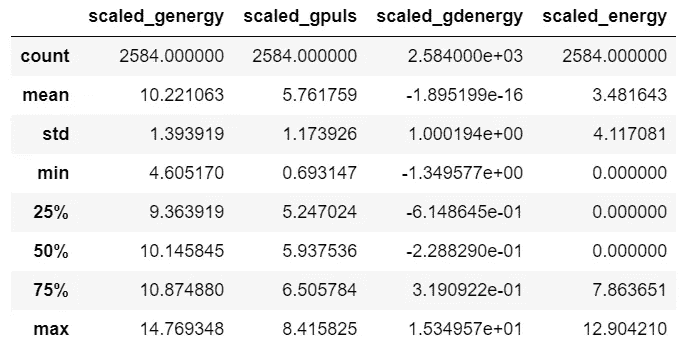 scaled_genergy scaled_gpuls scaled_gdenergy scaled_energy
count 2584.000000 2584.000000 2.584000e+03 2584.000000
mean 10.221063 5.761759 -1.895199e-16 3.481643
std 1.393919 1.173926 1.000194e+00 4.117081
min 4.605170 0.693147 -1.349577e+00 0.000000
25% 9.363919 5.247024 -6.148645e-01 0.000000
50% 10.145845 5.937536 -2.288290e-01 0.000000
75% 10.874880 6.505784 3.190922e-01 7.863651
max 14.769348 8.415825 1.534957e+01 12.904210